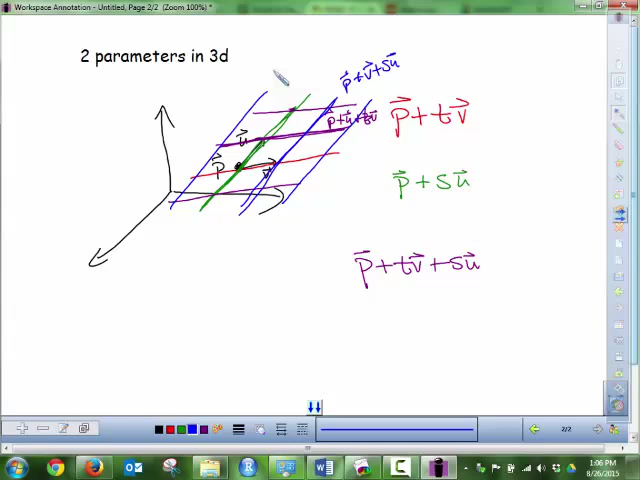 Workspace Annotation - Untitled, Page 2/2 (Zoom 100%) *
2 parameters in 3d
p⃗+v⃗+su⃗
p⃗+u⃗+tv⃗
p⃗+tv⃗
u⃗
p⃗
v⃗
p⃗+su⃗
p⃗+tv⃗+su⃗
2/2
1:06 PM
8/26/2015